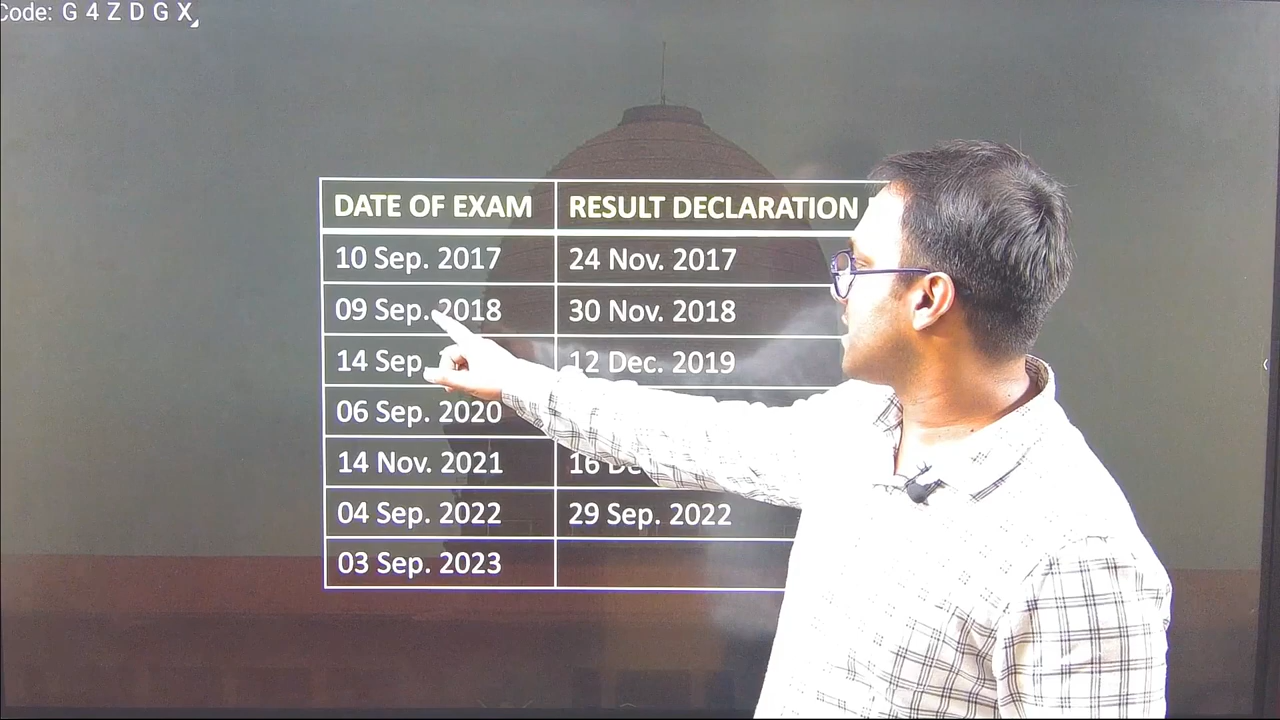 Code: G 4 Z D G X
DATE OF EXAM RESULT DECLARATION
10 Sep. 2017 24 Nov. 2017
09 Sep. 2018 30 Nov. 2018
14 Sep. 12 Dec. 2019
06 Sep. 2020
14 Nov. 2021 16
04 Sep. 2022 29 Sep. 2022
03 Sep. 2023